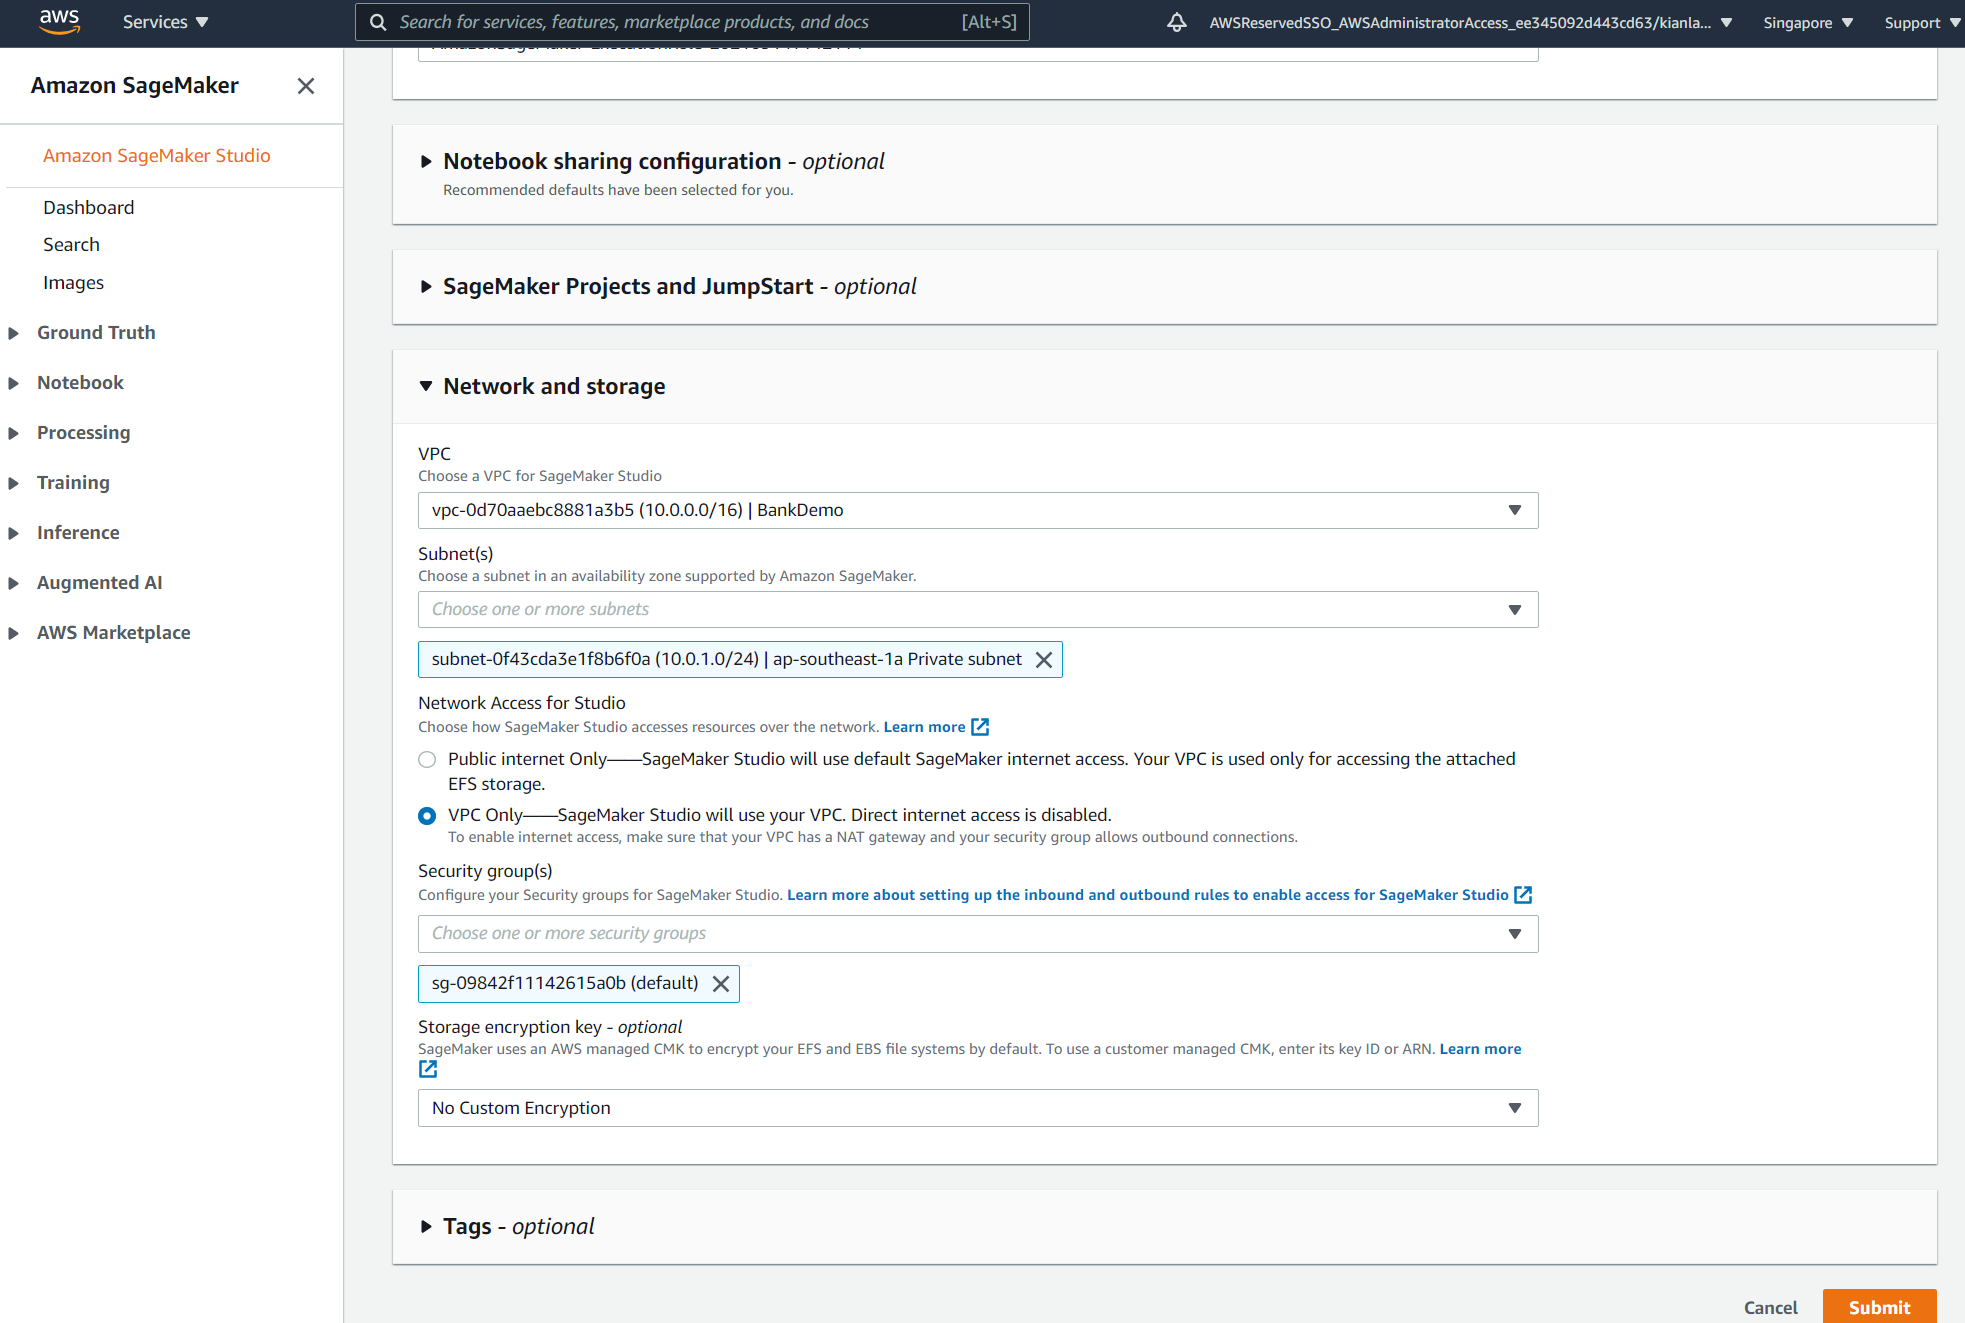 aws
Services
Search for services, features, marketplace products, and docs [Alt+S]
AWSReservedSSO_AWSAdministratorAccess_ee345092d443cd63/kianla...
Singapore
Support
Amazon SageMaker
Amazon SageMaker Studio
Dashboard
Search
Images
Ground Truth
Notebook
Processing
Training
Inference
Augmented AI
AWS Marketplace
Notebook sharing configuration - optional
Recommended defaults have been selected for you.
SageMaker Projects and JumpStart - optional
Network and storage
VPC
Choose a VPC for SageMaker Studio
vpc-0d70aaebc8881a3b5 (10.0.0.0/16) | BankDemo
Subnet(s)
Choose a subnet in an availability zone supported by Amazon SageMaker.
Choose one or more subnets
subnet-0f43cda3e1f8b6f0a (10.0.1.0/24) | ap-southeast-1a Private subnet
Network Access for Studio
Choose how SageMaker Studio accesses resources over the network. Learn more
Public internet Only——SageMaker Studio will use default SageMaker internet access. Your VPC is used only for accessing the attached
EFS storage.
VPC Only——SageMaker Studio will use your VPC. Direct internet access is disabled.
To enable internet access, make sure that your VPC has a NAT gateway and your security group allows outbound connections.
Security group(s)
Configure your Security groups for SageMaker Studio. Learn more about setting up the inbound and outbound rules to enable access for SageMaker Studio
Choose one or more security groups
sg-09842f11142615a0b (default)
Storage encryption key - optional
SageMaker uses an AWS managed CMK to encrypt your EFS and EBS file systems by default. To use a customer managed CMK, enter its key ID or ARN. Learn more
No Custom Encryption
Tags - optional
Cancel
Submit